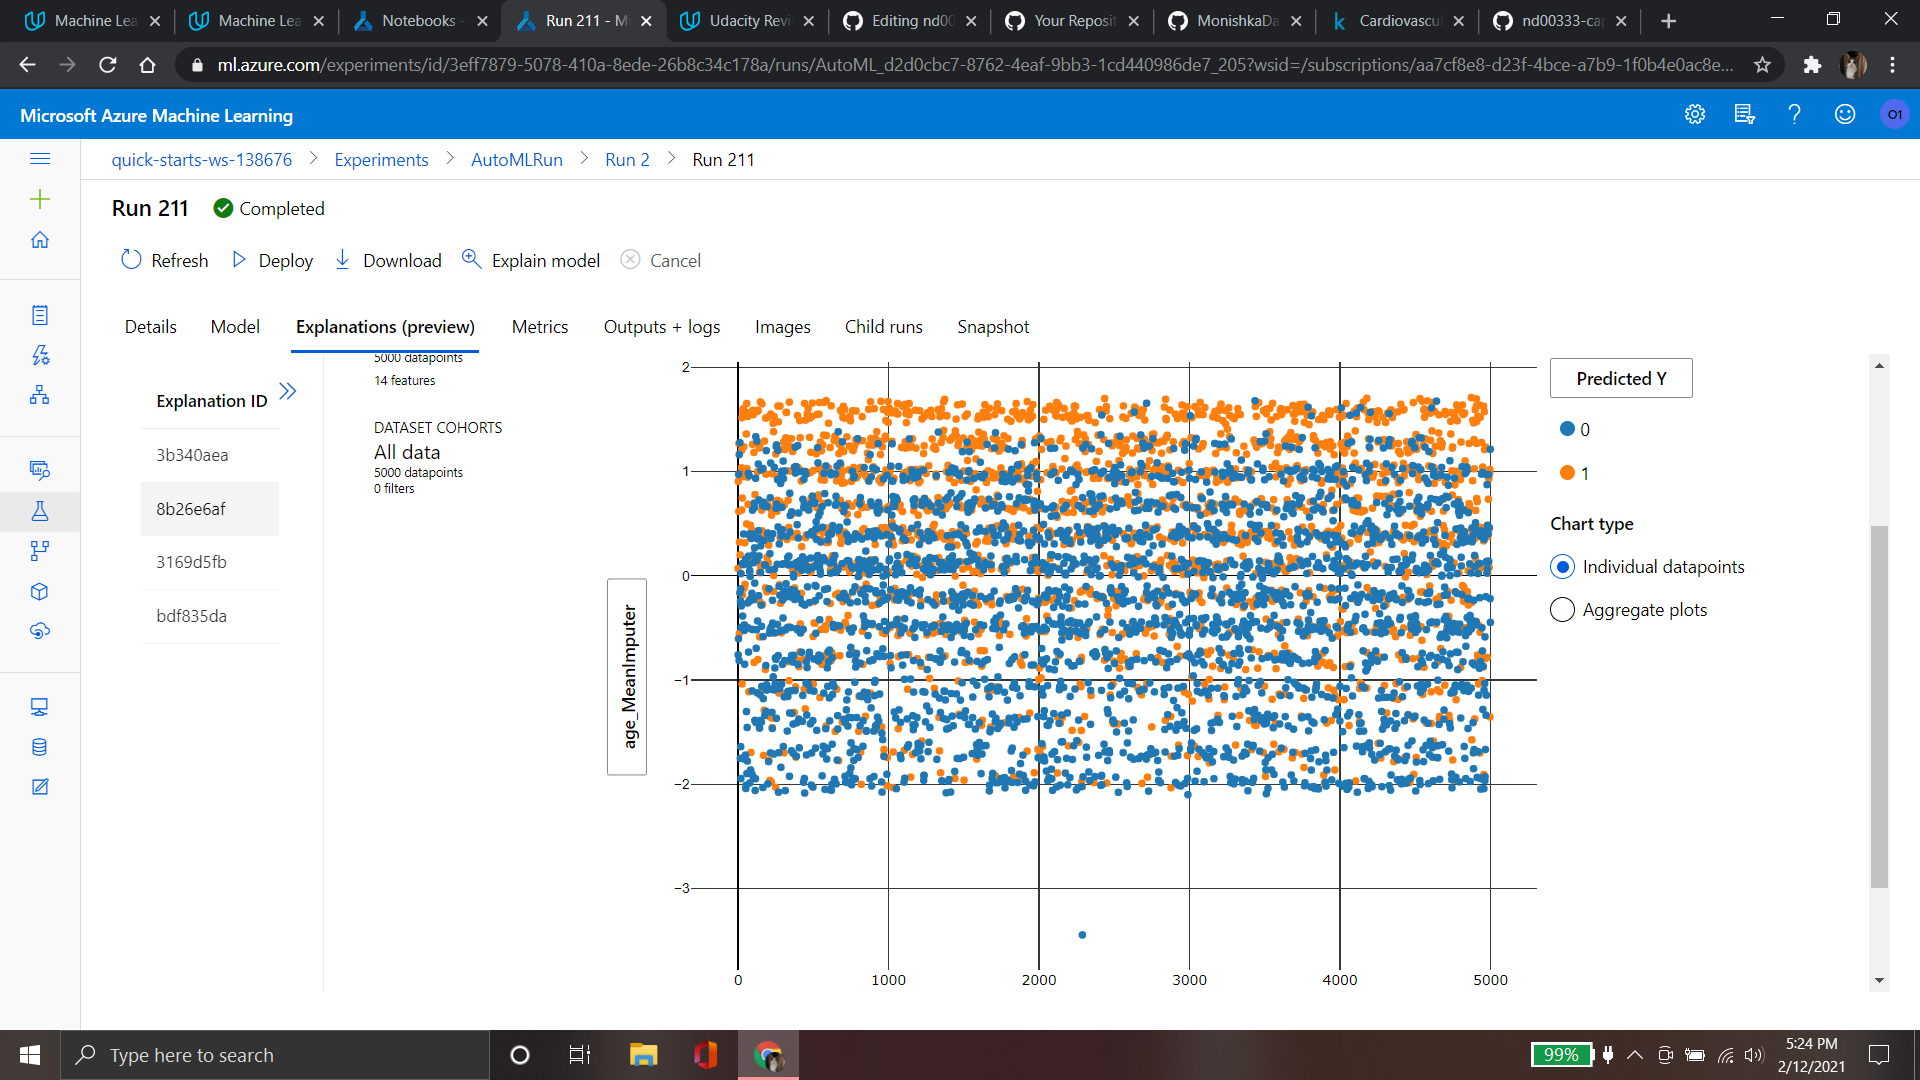 Machine Lea
Machine Lea
Notebooks -
Run 211 - M
Udacity Revi
Editing nd00
Your Reposit
MonishkaDa
Cardiovascul
nd00333-cap
ml.azure.com/experiments/id/3eff7879-5078-410a-8ede-26b8c34c178a/runs/AutoML_d2d0cbc7-8762-4eaf-9bb3-1cd440986de7_205?wsid=/subscriptions/aa7cf8e8-d23f-4bce-a7b9-1f0b4e0ac8e...
Microsoft Azure Machine Learning
O1
quick-starts-ws-138676 > Experiments > AutoMLRun > Run 2 > Run 211
Run 211 Completed
Refresh Deploy Download Explain model Cancel
Details Model Explanations (preview) Metrics Outputs + logs Images Child runs Snapshot
Explanation ID
3b340aea
8b26e6af
3169d5fb
bdf835da
5000 datapoints
14 features
DATASET COHORTS
All data
5000 datapoints
0 filters
age_MeanImputer
2
1
0
−1
−2
−3
0 1000 2000 3000 4000 5000
Predicted Y
0
1
Chart type
Individual datapoints
Aggregate plots
Type here to search
99%
5:24 PM
2/12/2021